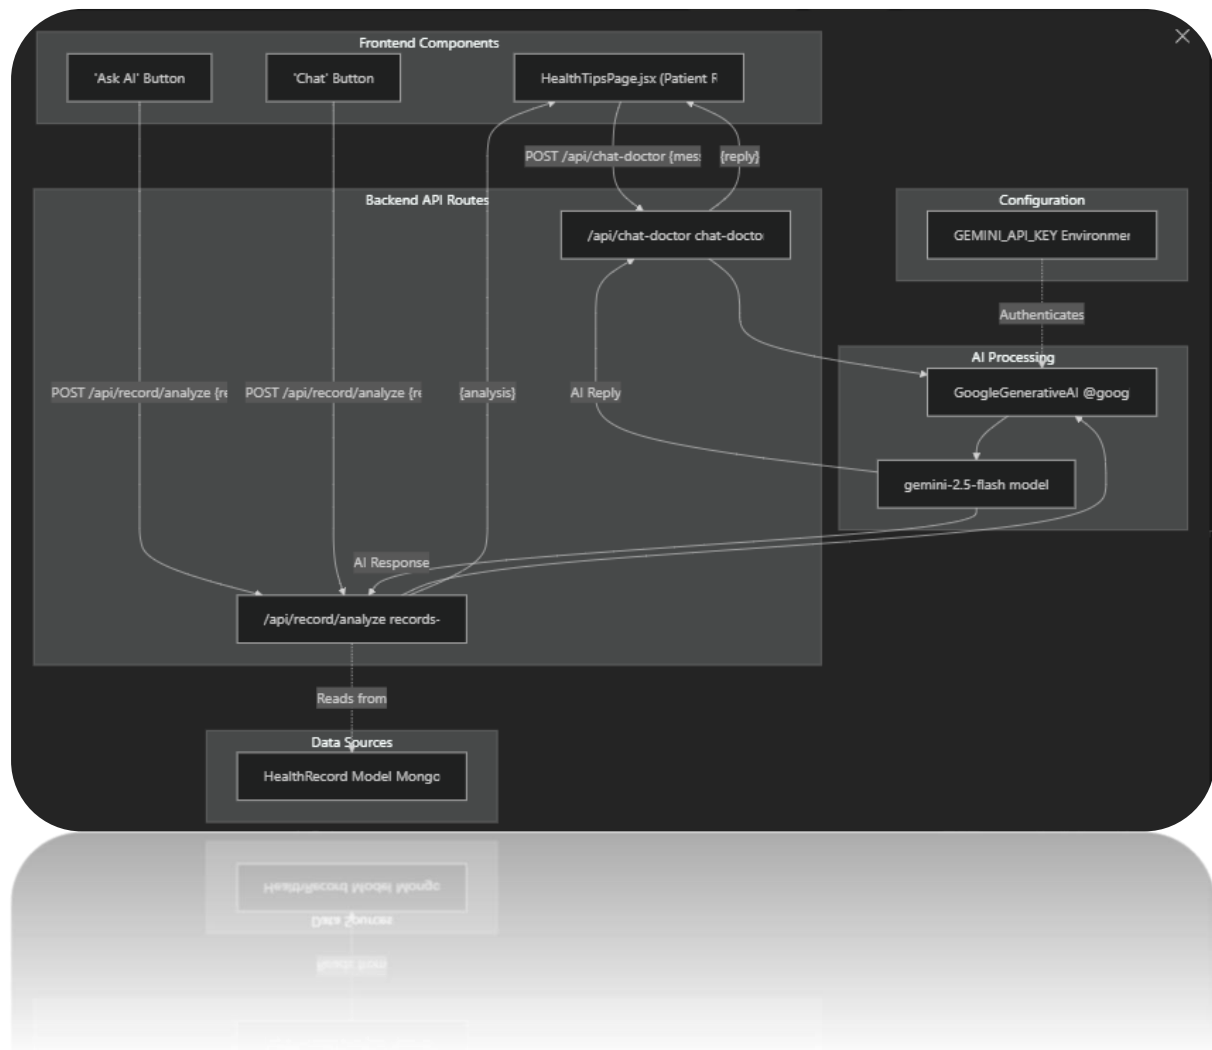 Frontend Components
'Ask AI' Button
'Chat' Button
HealthTipsPage.jsx (Patient R
POST /api/chat-doctor {mes
{reply}
Backend API Routes
/api/chat-doctor chat-docto
Configuration
GEMINI_API_KEY Environmen
Authenticates
AI Processing
GoogleGenerativeAI @goog
POST /api/record/analyze {re
POST /api/record/analyze {re
{analysis}
AI Reply
gemini-2.5-flash model
AI Response
/api/record/analyze records-
Reads from
Data Sources
HealthRecord Model Mongo